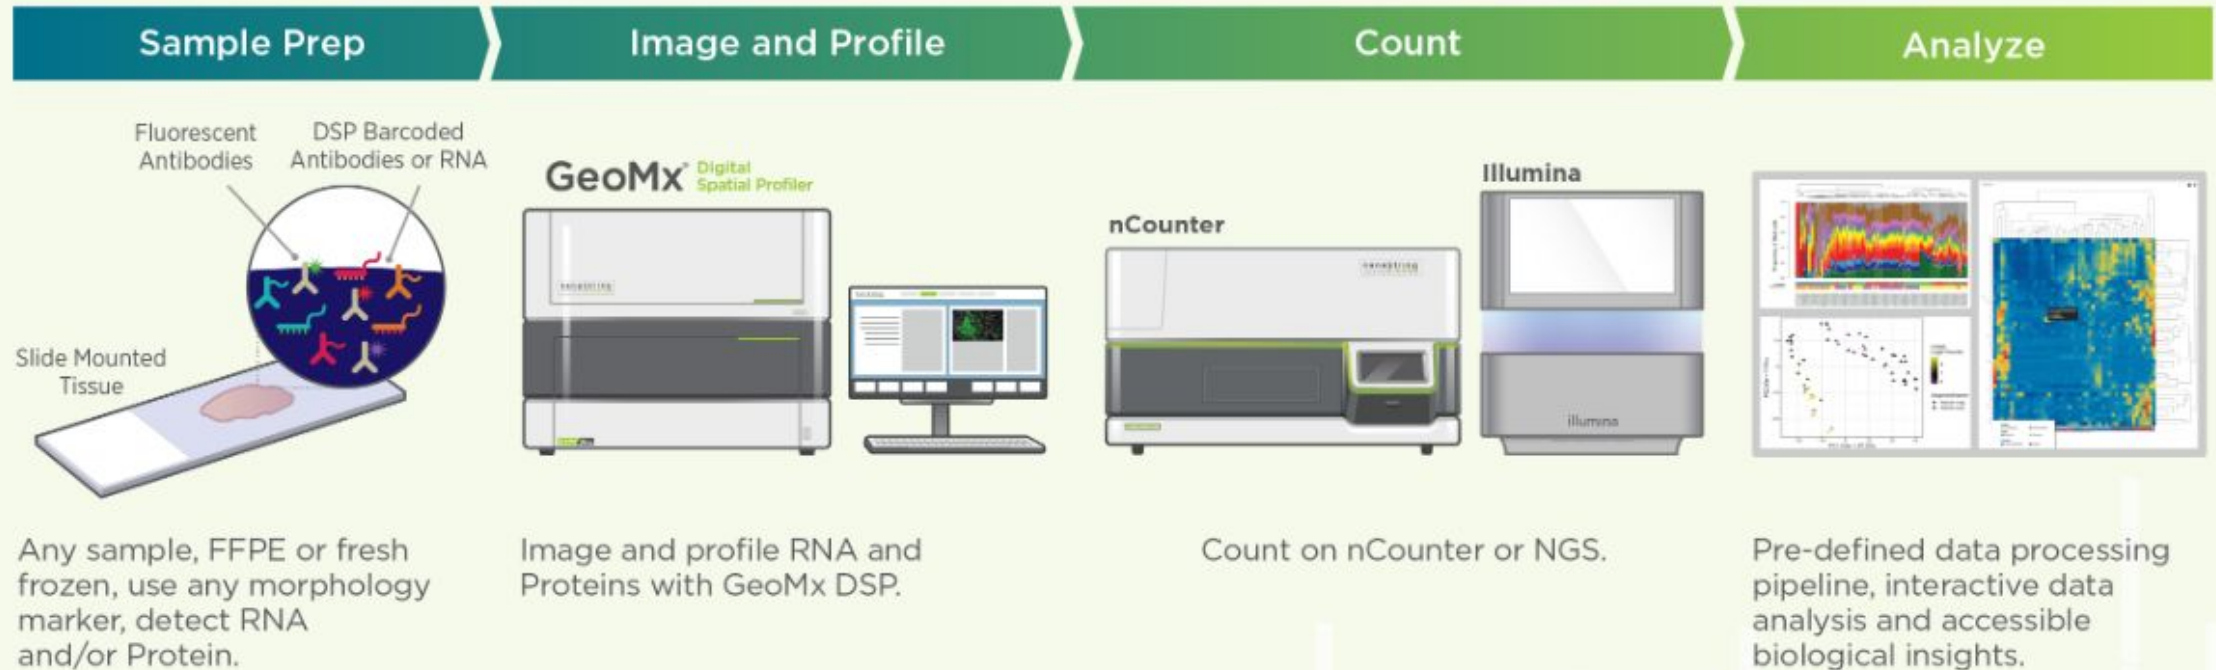 Sample Prep
Image and Profile
Count
Analyze
Fluorescent
Antibodies
DSP Barcoded
Antibodies or RNA
Slide Mounted
Tissue
GeoMx® Digital
Spatial Profiler
nanostring
nCounter
nanostring
Illumina
illumina
Any sample, FFPE or fresh
frozen, use any morphology
marker, detect RNA
and/or Protein.
Image and profile RNA and
Proteins with GeoMx DSP.
Count on nCounter or NGS.
Pre-defined data processing
pipeline, interactive data
analysis and accessible
biological insights.